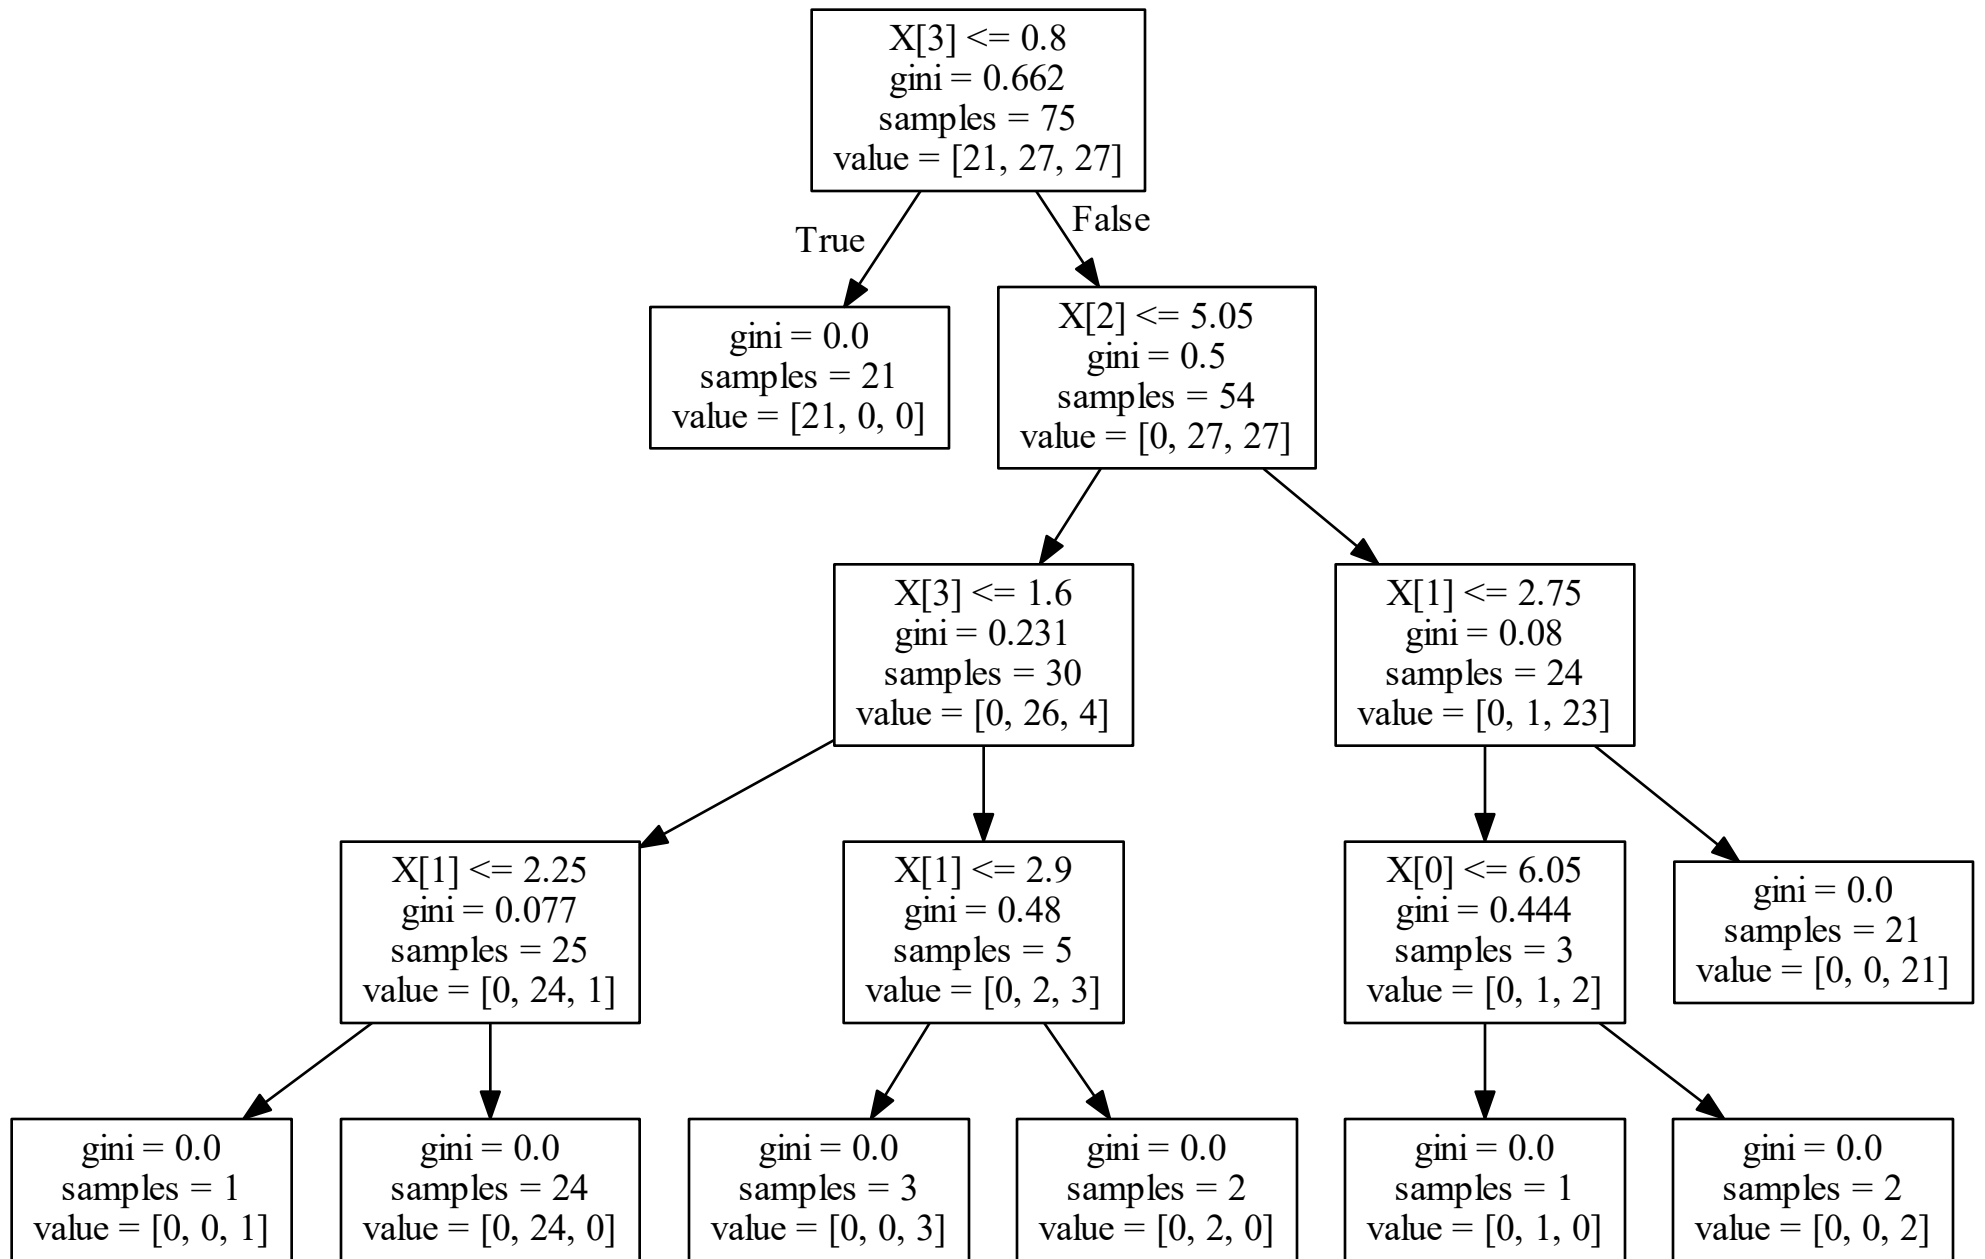 X[3] <= 0.8
gini = 0.662
samples = 75
value = [21, 27, 27]
True
False
gini = 0.0
samples = 21
value = [21, 0, 0]
X[2] <= 5.05
gini = 0.5
samples = 54
value = [0, 27, 27]
X[3] <= 1.6
gini = 0.231
samples = 30
value = [0, 26, 4]
X[1] <= 2.75
gini = 0.08
samples = 24
value = [0, 1, 23]
X[1] <= 2.25
gini = 0.077
samples = 25
value = [0, 24, 1]
X[1] <= 2.9
gini = 0.48
samples = 5
value = [0, 2, 3]
X[0] <= 6.05
gini = 0.444
samples = 3
value = [0, 1, 2]
gini = 0.0
samples = 21
value = [0, 0, 21]
gini = 0.0
samples = 1
value = [0, 0, 1]
gini = 0.0
samples = 24
value = [0, 24, 0]
gini = 0.0
samples = 3
value = [0, 0, 3]
gini = 0.0
samples = 2
value = [0, 2, 0]
gini = 0.0
samples = 1
value = [0, 1, 0]
gini = 0.0
samples = 2
value = [0, 0, 2]